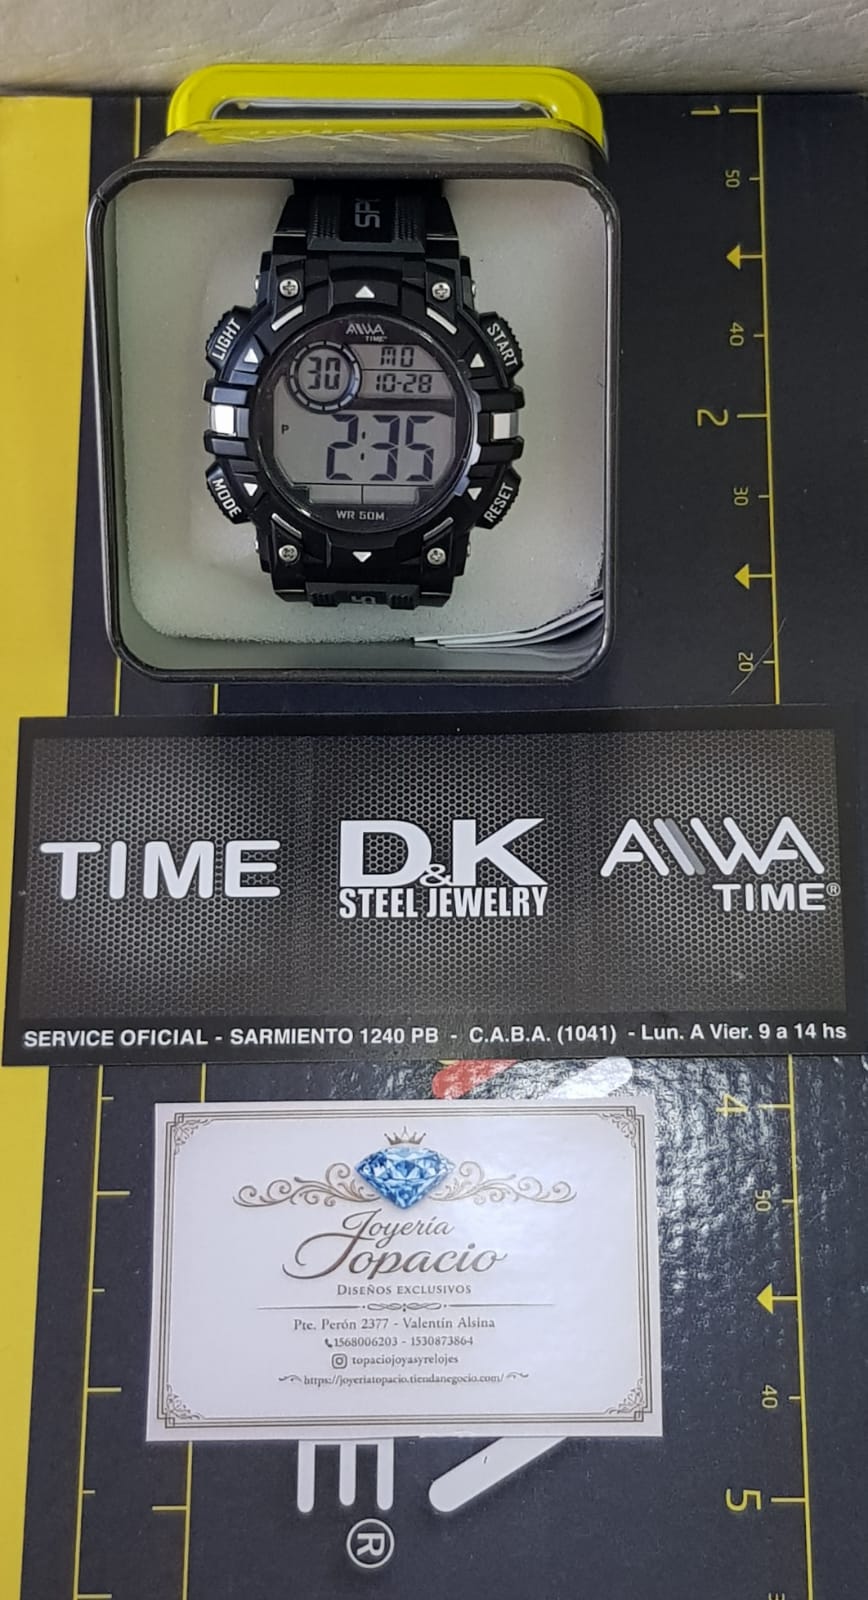 SPO
LIGHT
START
AIWA
TIME
MO
30
10-28
P
2:35
MODE
RESET
WR 50M
1
50
40
2
30
20
TIME
D&K
STEEL JEWELRY
AIWA
TIME®
SERVICE OFICIAL - SARMIENTO 1240 PB - C.A.B.A. (1041) - Lun. A Vier. 9 a 14 hs
4
50
40
5
Joyería
Topacio
DISEÑOS EXCLUSIVOS
Pte. Perón 2377 - Valentín Alsina
1568006203 - 1530873864
topaciojoyasyrelojes
https://joyeriatopacio.tiendanegocio.com/
E®